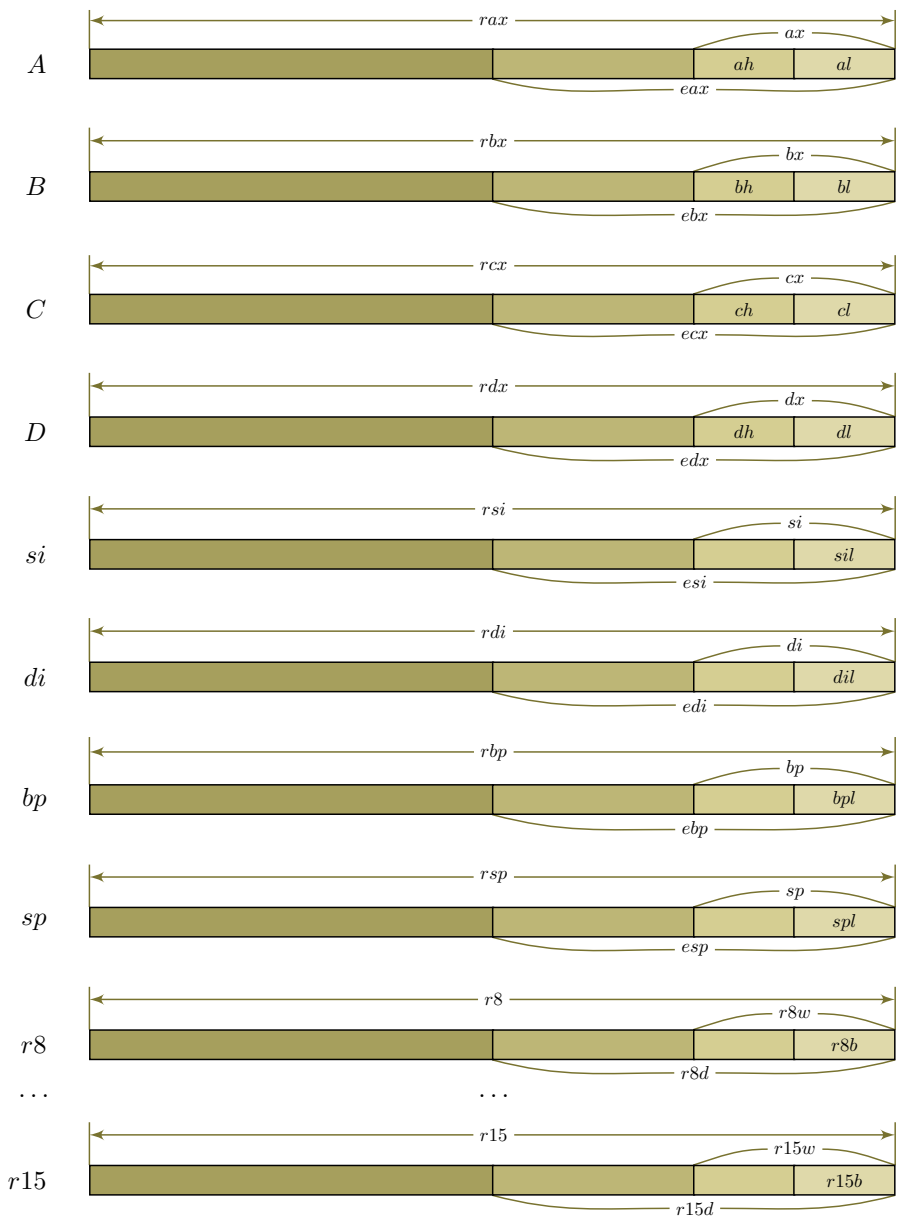 rax
ax
A ah al
eax
rbx
bx
B bh bl
ebx
rcx
cx
C ch cl
ecx
rdx
dx
D dh dl
edx
rsi
si
si sil
esi
rdi
di
di dil
edi
rbp
bp
bp bpl
ebp
rsp
sp
sp spl
esp
r8
r8w
r8 r8b
r8d
... ...
r15
r15w
r15 r15b
r15d